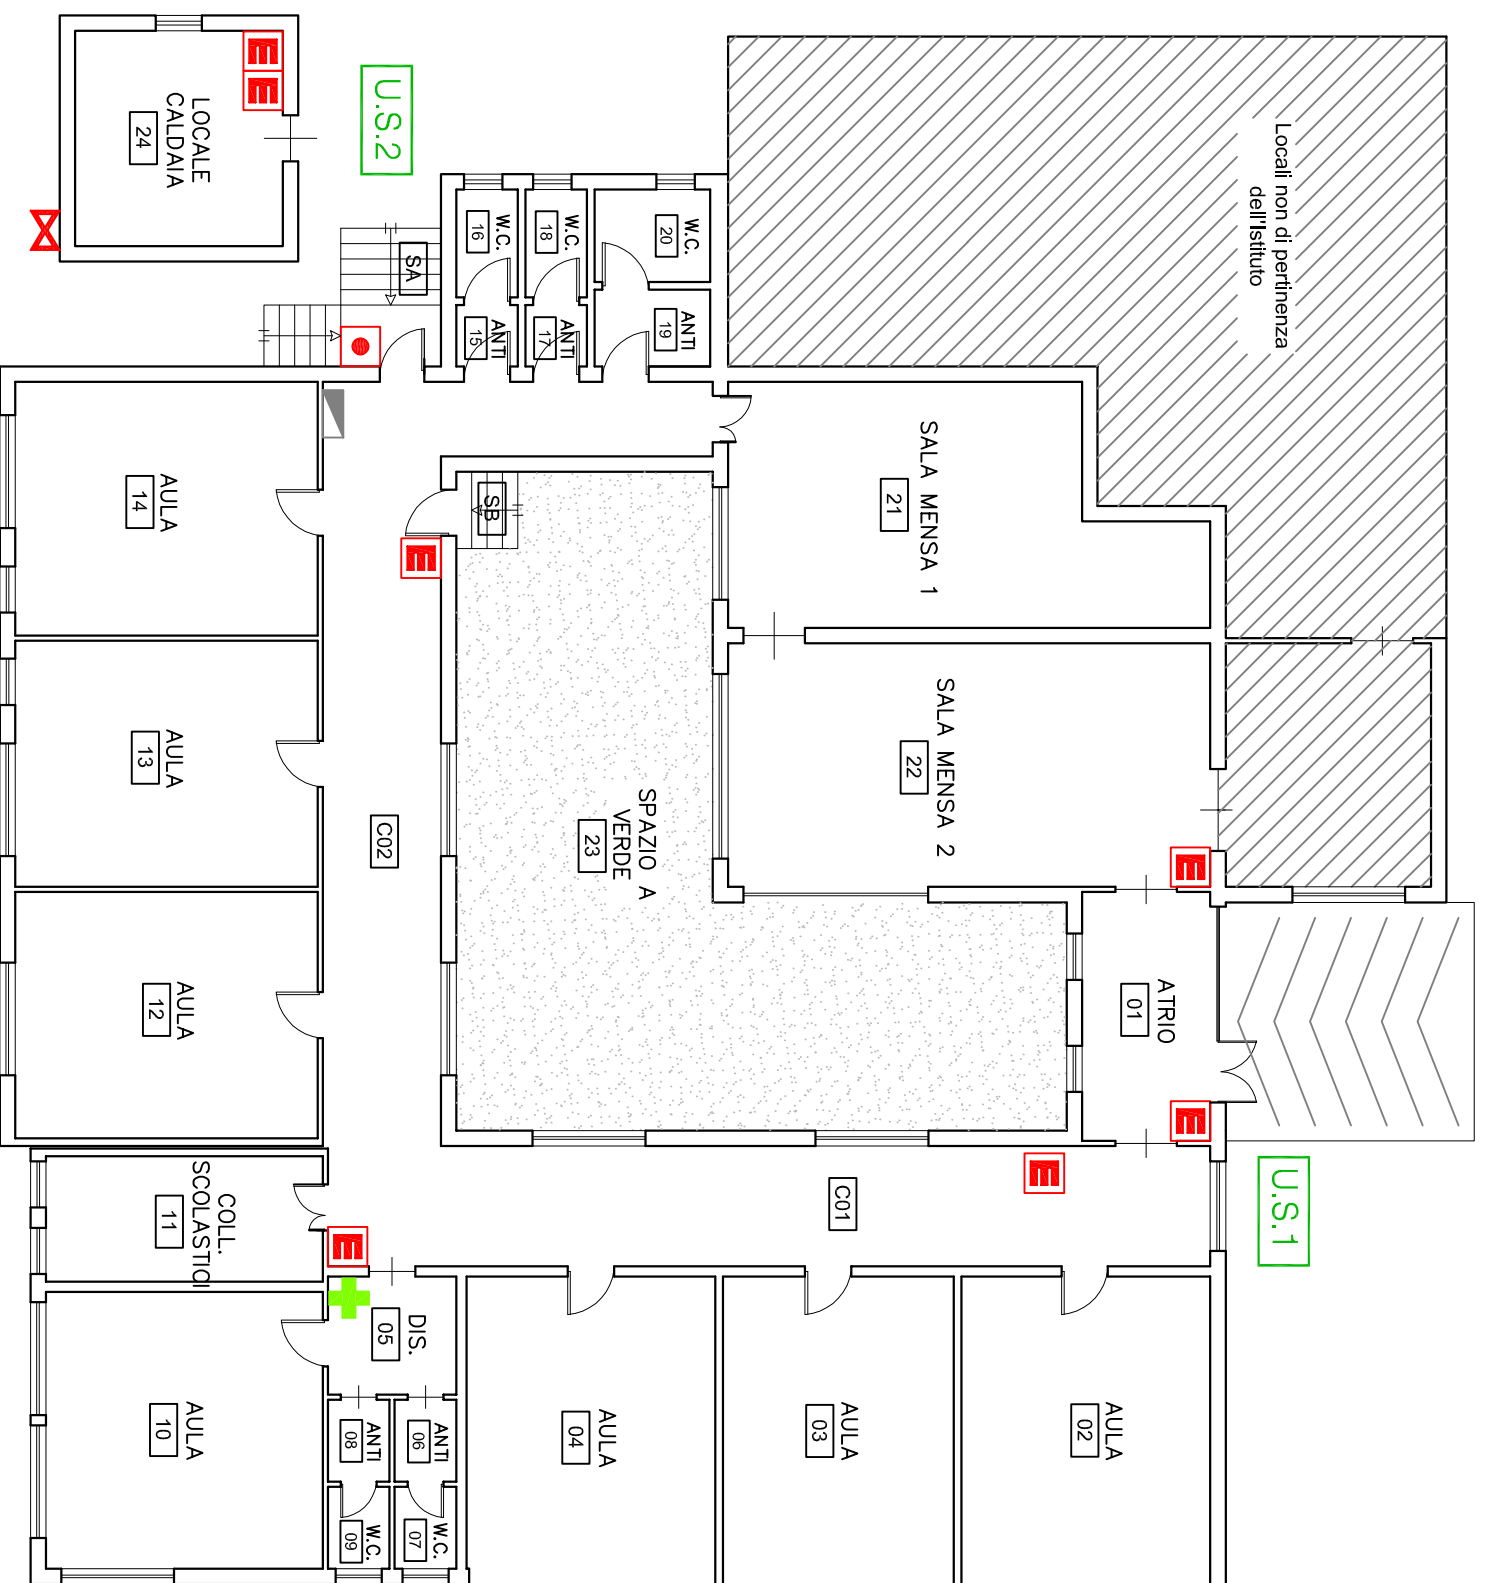 Locali non di pertinenza
dell'Istituto
U.S.2
LOCALE
CALDAIA
24
E
E
SA
W.C.
16
W.C.
18
W.C.
20
ANTI
15
ANTI
17
ANTI
19
SALA MENSA 1
21
SALA MENSA 2
22
SB
E
AULA
14
AULA
13
AULA
12
C02
SPAZIO A
VERDE
23
E
ATRIO
01
E
U.S.1
E
C01
COLL.
SCOLASTICI
11
E
DIS.
05
AULA
10
ANTI
08
ANTI
06
W.C.
09
W.C.
07
AULA
04
AULA
03
AULA
02